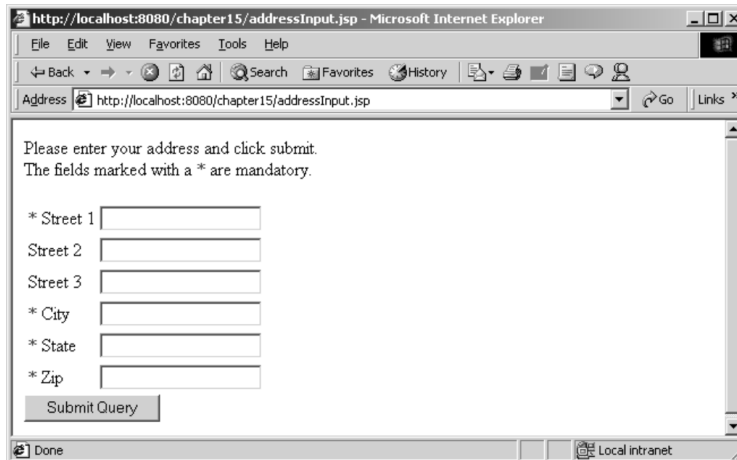 http://localhost:8080/chapter15/addressInput.jsp - Microsoft Internet Explorer
File Edit View Favorites Tools Help
Back Search Favorites History
Address http://localhost:8080/chapter15/addressInput.jsp Go Links »
Please enter your address and click submit.
The fields marked with a * are mandatory.
* Street 1
Street 2
Street 3
* City
* State
* Zip
Submit Query
Done Local intranet